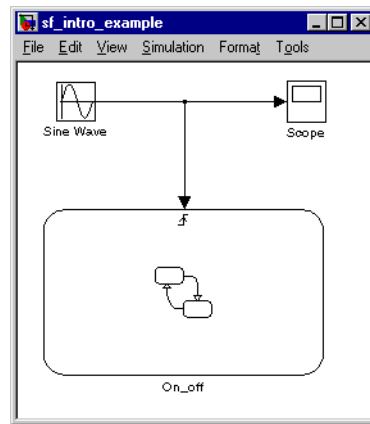 sf_intro_example
File Edit View Simulation Format Tools
Sine Wave
Scope
On_off